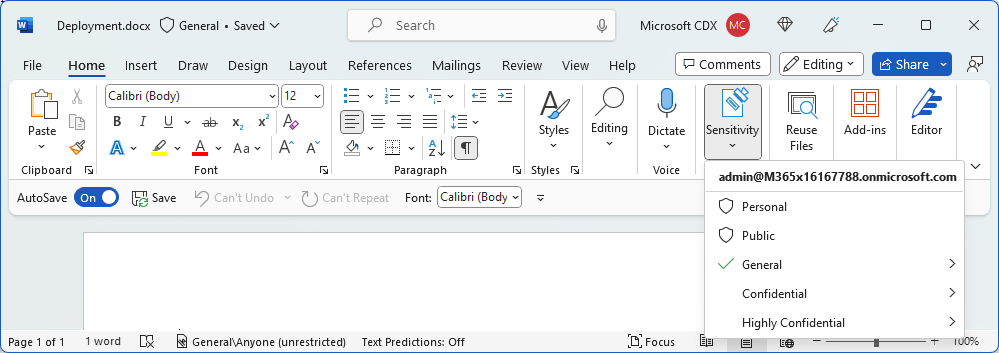 Deployment.docx General • Saved Search Microsoft CDX MC
File Home Insert Draw Design Layout References Mailings Review View Help Comments Editing Share
Calibri (Body) 12
Paste B I U ab x₂ x² A Styles Editing Dictate Sensitivity Reuse Files Add-ins Editor
A A Aa A A A Z
Clipboard Font Paragraph Styles Voice
admin@M365x16167788.onmicrosoft.com
AutoSave On Save Can't Undo Can't Repeat Font: Calibri (Body
Personal
Public
General
Confidential
Highly Confidential
Page 1 of 1 1 word General\Anyone (unrestricted) Text Predictions: Off Focus 100%